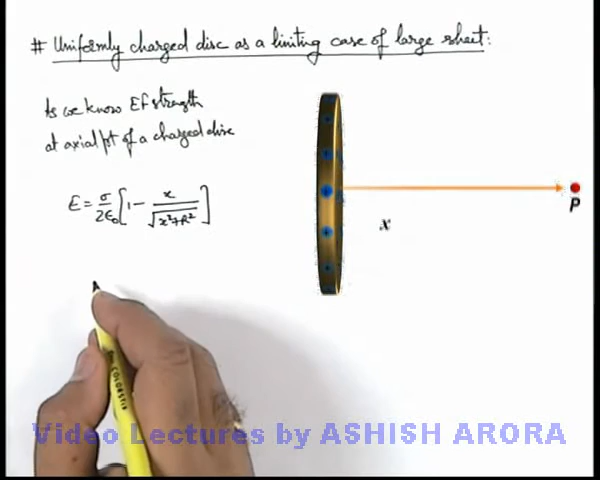 # Uniformly charged disc as a limiting case of large sheet:
As we know EF strength
at axial pt of a charged disc
E = σ/2ε₀ [1 - x/√(x²+R²)]
x
P
Video Lectures by ASHISH ARORA